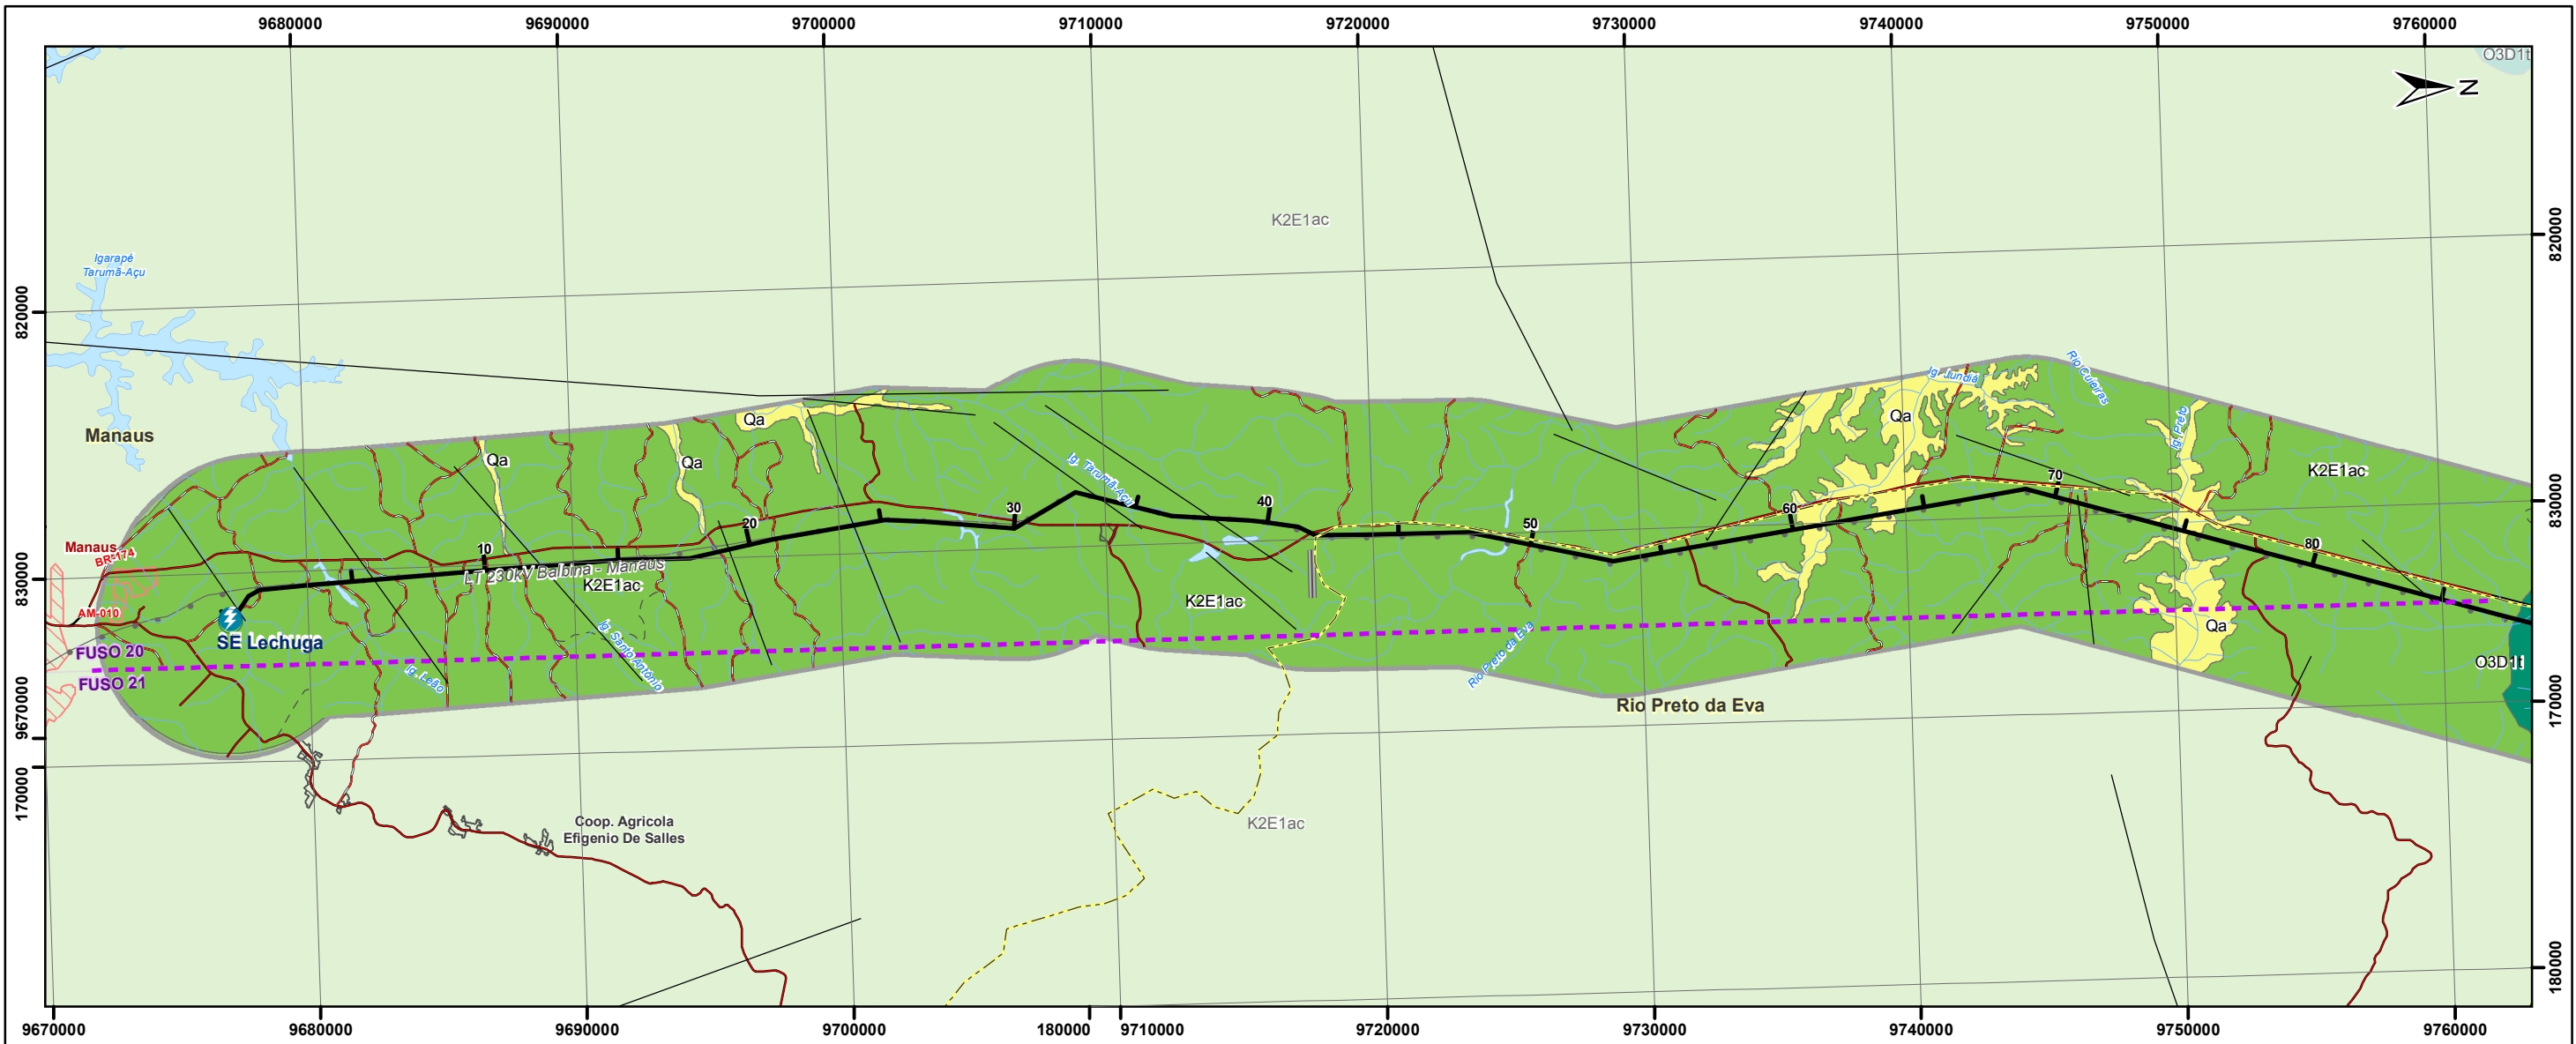 9680000
9690000
9700000
9710000
9720000
9730000
9740000
9750000
9760000
O3D1t
N
K2E1ac
820000
820000
Igarapé
Tarumã-Açu
Manaus
Qa
Qa
Qa
Qa
Ig. Jundiá
Rio Cuieiras
Ig. Preto
K2E1ac
Ig. Tarumã-Açu
10
20
30
40
50
60
70
80
830000
830000
Manaus
BR-174
LT 230kV Balbina - Manaus
K2E1ac
K2E1ac
AM-010
SE Lechuga
FUSO 20
FUSO 21
Ig. Leão
Ig. Santo Antônio
Rio Preto da Eva
Qa
O3D1t
Rio Preto da Eva
9670000
170000
170000
Coop. Agricola
Efigenio De Salles
K2E1ac
180000
9670000
9680000
9690000
9700000
180000
9710000
9720000
9730000
9740000
9750000
9760000